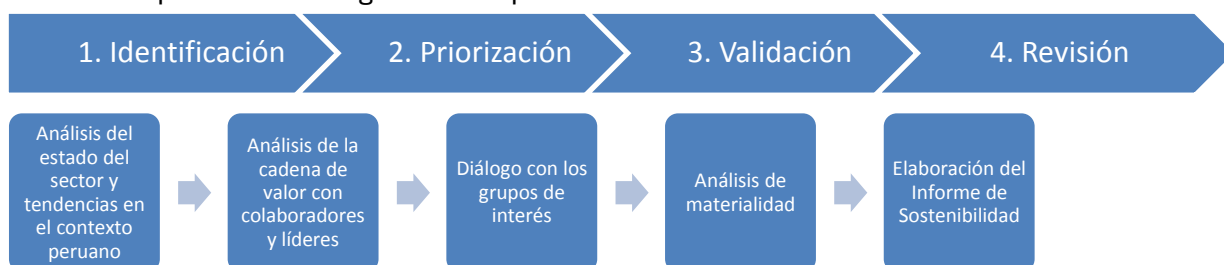 1. Identificación
2. Priorización
3. Validación
4. Revisión
Análisis del
estado del
sector y
tendencias en
el contexto
peruano
Análisis de la
cadena de
valor con
colaboradores
y líderes
Diálogo con los
grupos de
interés
Análisis de
materialidad
Elaboración del
Informe de
Sostenibilidad